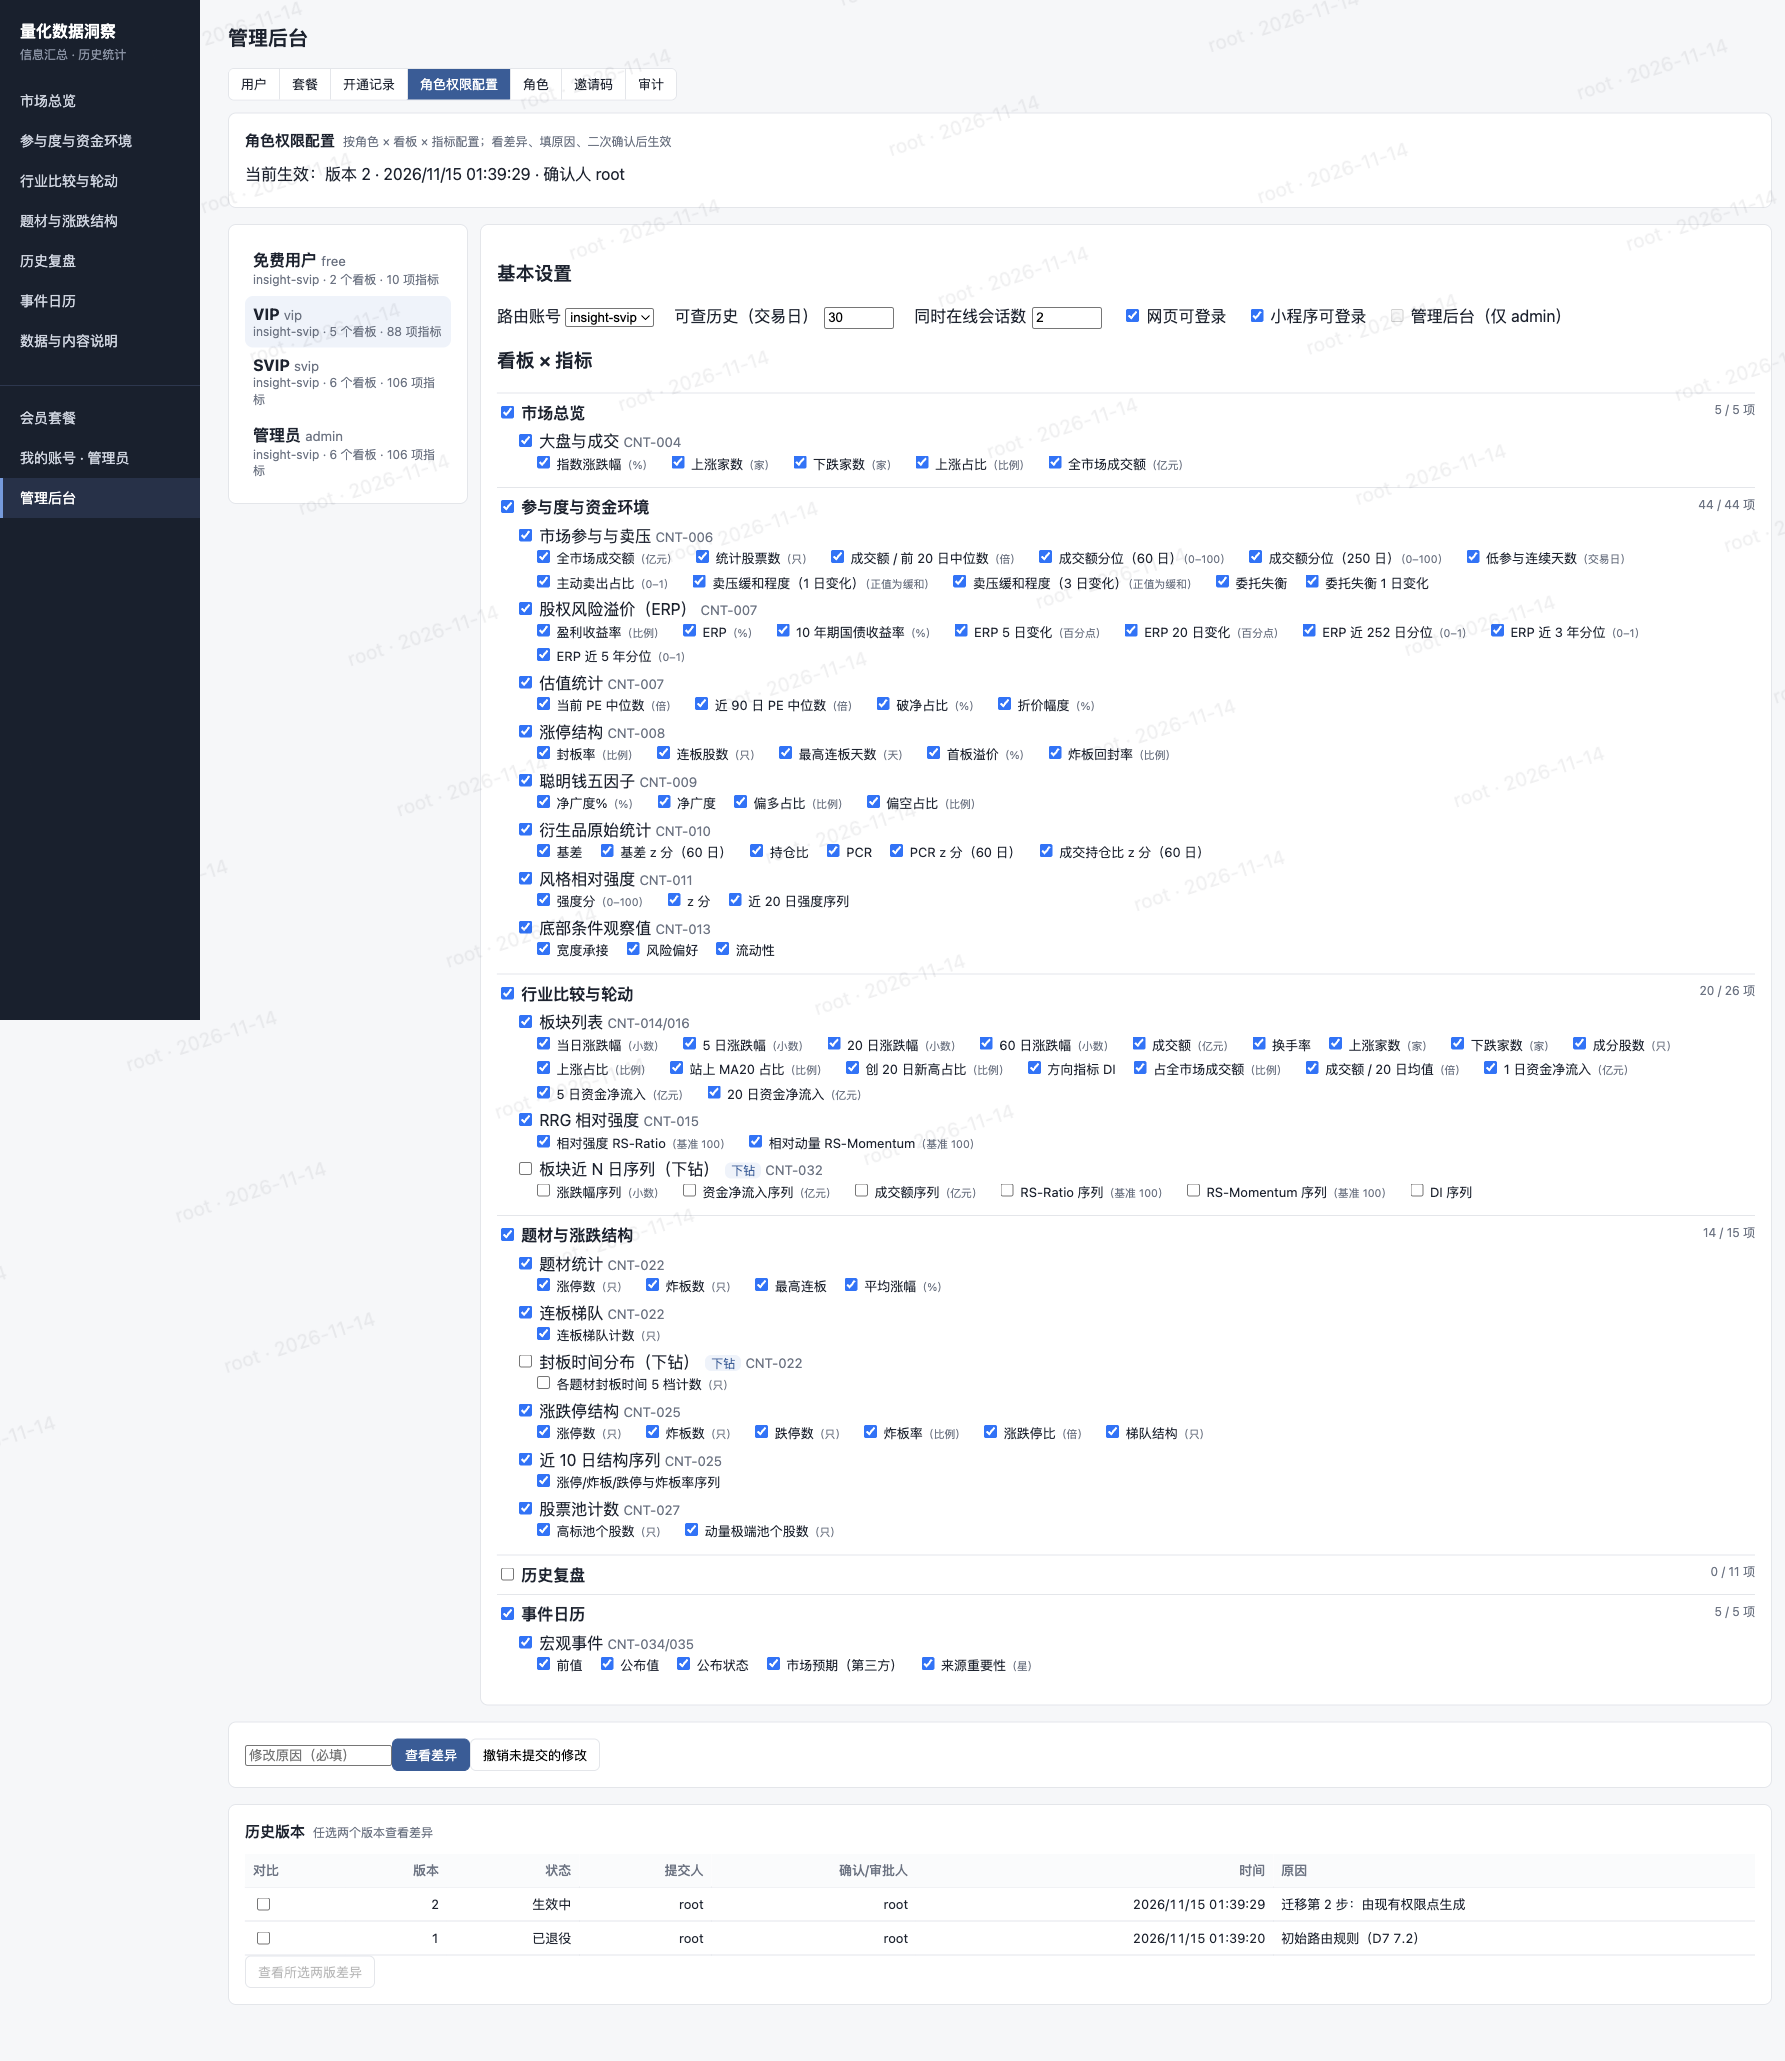 量化数据洞察
信息汇总 · 历史统计
市场总览
参与度与资金环境
行业比较与轮动
题材与涨跌结构
历史复盘
事件日历
数据与内容说明
会员套餐
我的账号 · 管理员
管理后台
管理后台
用户 套餐 开通记录 角色权限配置 角色 邀请码 审计
角色权限配置 按角色 × 看板 × 指标配置；看差异、填原因、二次确认后生效
当前生效：版本 2 · 2026/11/15 01:39:29 · 确认人 root
免费用户 free
insight-svip · 2 个看板 · 10 项指标
VIP vip
insight-svip · 5 个看板 · 88 项指标
SVIP svip
insight-svip · 6 个看板 · 106 项指
标
管理员 admin
insight-svip · 6 个看板 · 106 项指
标
基本设置
路由账号 insight-svip 可查历史（交易日） 30 同时在线会话数 2 网页可登录 小程序可登录 管理后台（仅 admin）
看板 × 指标
市场总览 5 / 5 项
大盘与成交 CNT-004
指数涨跌幅（%） 上涨家数（家） 下跌家数（家） 上涨占比（比例） 全市场成交额（亿元）
参与度与资金环境 44 / 44 项
市场参与与卖压 CNT-006
全市场成交额（亿元） 统计股票数（只） 成交额 / 前 20 日中位数（倍） 成交额分位（60 日）（0–100） 成交额分位（250 日）（0–100） 低参与连续天数（交易日）
主动卖出占比（0–1） 卖压缓和程度（1 日变化）（正值为缓和） 卖压缓和程度（3 日变化）（正值为缓和） 委托失衡 委托失衡 1 日变化
股权风险溢价（ERP） CNT-007
盈利收益率（比例） ERP（%） 10 年期国债收益率（%） ERP 5 日变化（百分点） ERP 20 日变化（百分点） ERP 近 252 日分位（0–1） ERP 近 3 年分位（0–1）
ERP 近 5 年分位（0–1）
估值统计 CNT-007
当前 PE 中位数（倍） 近 90 日 PE 中位数（倍） 破净占比（%） 折价幅度（%）
涨停结构 CNT-008
封板率（比例） 连板股数（只） 最高连板天数（天） 首板溢价（%） 炸板回封率（比例）
聪明钱五因子 CNT-009
净广度%（%） 净广度 偏多占比（比例） 偏空占比（比例）
衍生品原始统计 CNT-010
基差 基差 z 分（60 日） 持仓比 PCR PCR z 分（60 日） 成交持仓比 z 分（60 日）
风格相对强度 CNT-011
强度分（0–100） z 分 近 20 日强度序列
底部条件观察值 CNT-013
宽度承接 风险偏好 流动性
行业比较与轮动 20 / 26 项
板块列表 CNT-014/016
当日涨跌幅（小数） 5 日涨跌幅（小数） 20 日涨跌幅（小数） 60 日涨跌幅（小数） 成交额（亿元） 换手率 上涨家数（家） 下跌家数（家） 成分股数（只）
上涨占比（比例） 站上 MA20 占比（比例） 创 20 日新高占比（比例） 方向指标 DI 占全市场成交额（比例） 成交额 / 20 日均值（倍） 1 日资金净流入（亿元）
5 日资金净流入（亿元） 20 日资金净流入（亿元）
RRG 相对强度 CNT-015
相对强度 RS-Ratio（基准 100） 相对动量 RS-Momentum（基准 100）
板块近 N 日序列（下钻） 下钻 CNT-032
涨跌幅序列（小数） 资金净流入序列（亿元） 成交额序列（亿元） RS-Ratio 序列（基准 100） RS-Momentum 序列（基准 100） DI 序列
题材与涨跌结构 14 / 15 项
题材统计 CNT-022
涨停数（只） 炸板数（只） 最高连板 平均涨幅（%）
连板梯队 CNT-022
连板梯队计数（只）
封板时间分布（下钻） 下钻 CNT-022
各题材封板时间 5 档计数（只）
涨跌停结构 CNT-025
涨停数（只） 炸板数（只） 跌停数（只） 炸板率（比例） 涨跌停比（倍） 梯队结构（只）
近 10 日结构序列 CNT-025
涨停/炸板/跌停与炸板率序列
股票池计数 CNT-027
高标池个股数（只） 动量极端池个股数（只）
历史复盘 0 / 11 项
事件日历 5 / 5 项
宏观事件 CNT-034/035
前值 公布值 公布状态 市场预期（第三方） 来源重要性（星）
修改原因（必填） 查看差异 撤销未提交的修改
历史版本 任选两个版本查看差异
对比 版本 状态 提交人 确认/审批人 时间 原因
2 生效中 root root 2026/11/15 01:39:29 迁移第 2 步：由现有权限点生成
1 已退役 root root 2026/11/15 01:39:20 初始路由规则（D7 7.2）
查看所选两版差异
root · 2026-11-14